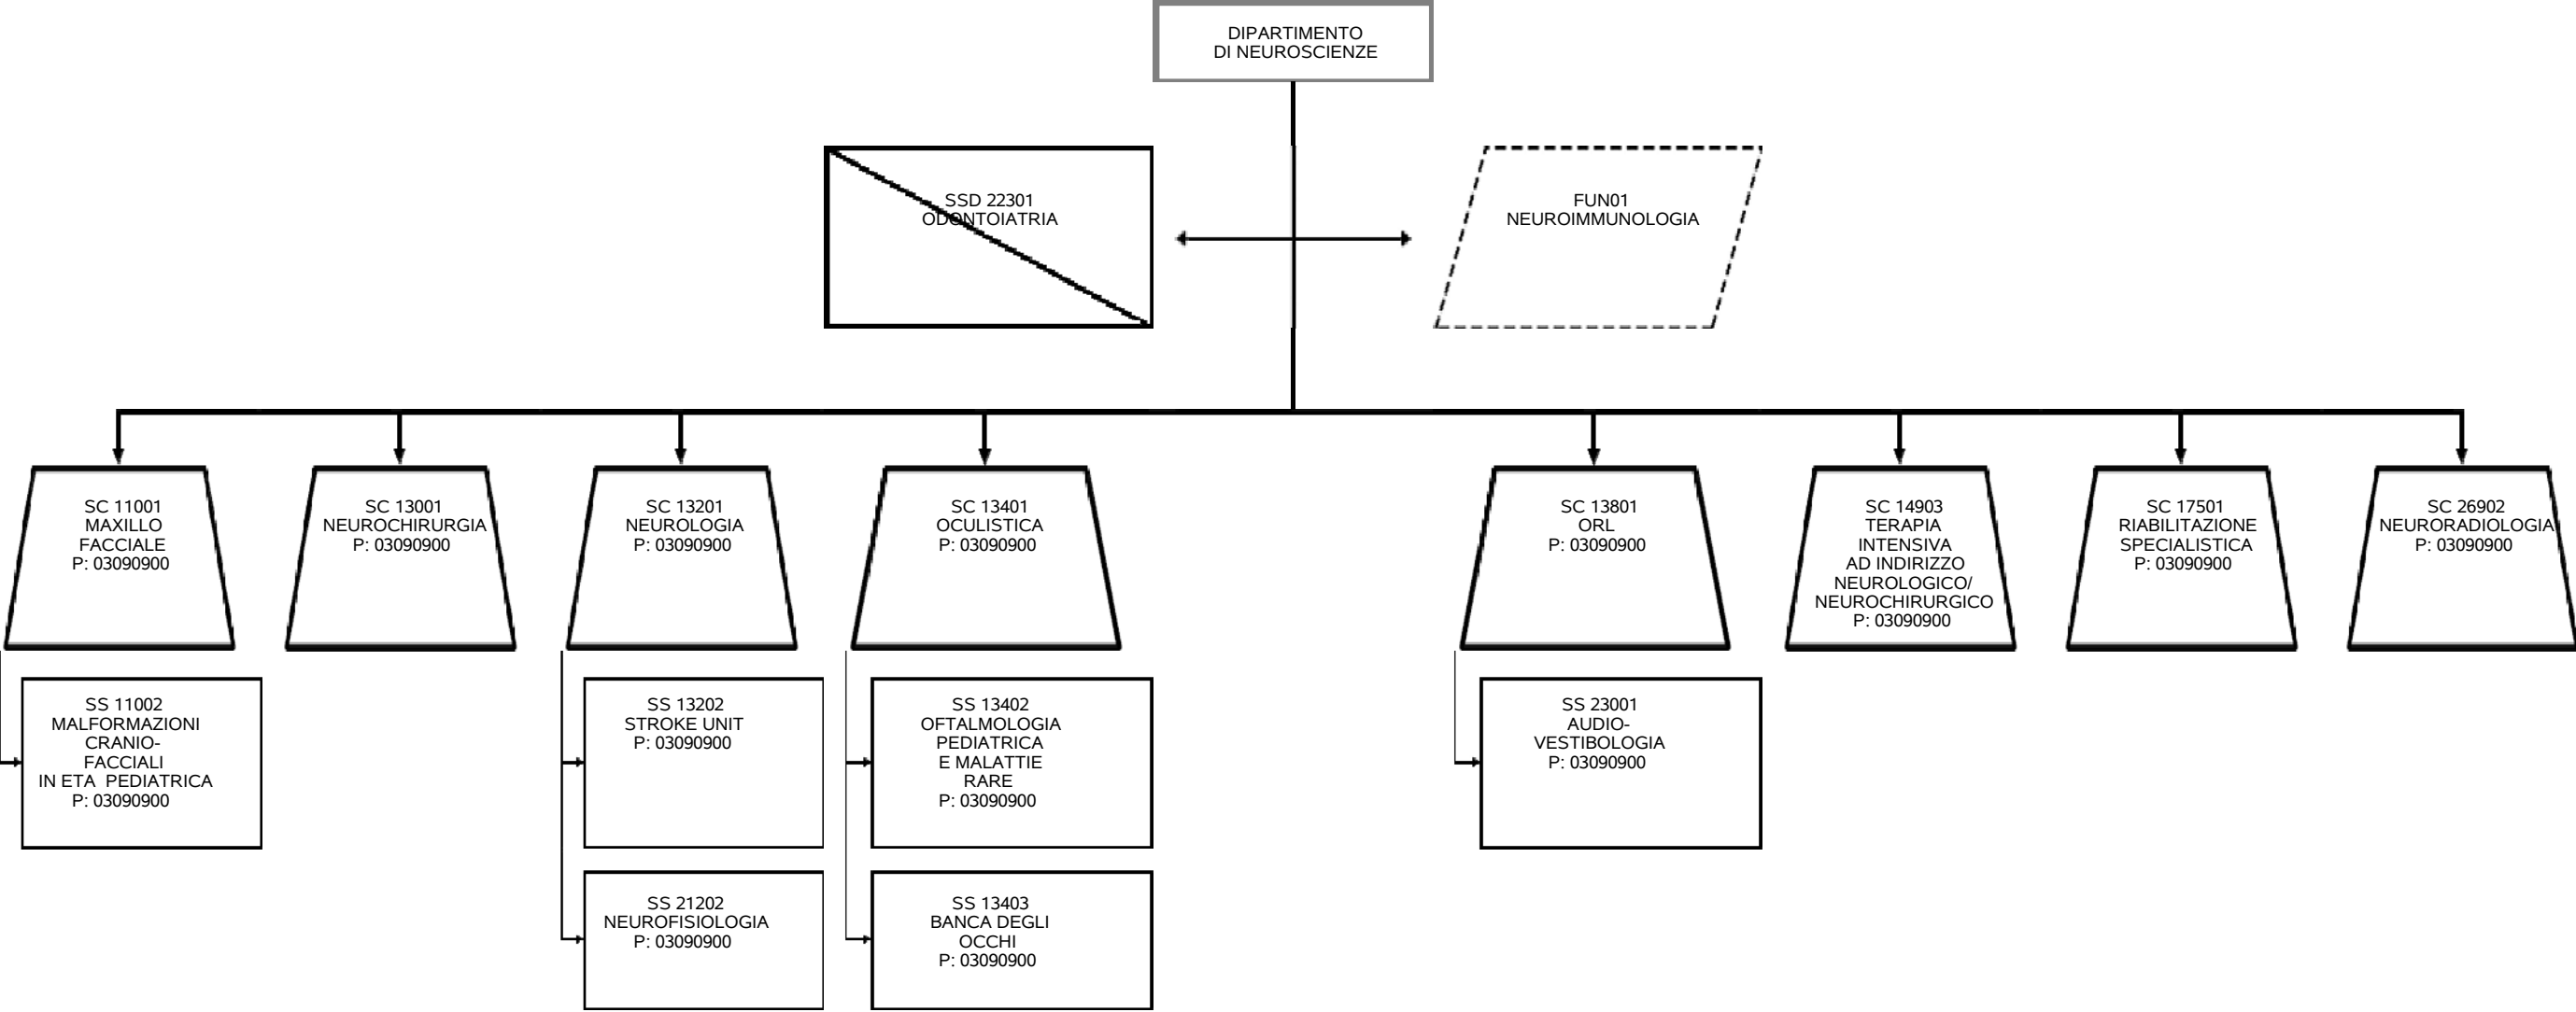 DIPARTIMENTO
DI NEUROSCIENZE
SSD 22301
ODONTOIATRIA
FUN01
NEUROIMMUNOLOGIA
SC 11001
MAXILLO
FACCIALE
P: 03090900
SC 13001
NEUROCHIRURGIA
P: 03090900
SC 13201
NEUROLOGIA
P: 03090900
SC 13401
OCULISTICA
P: 03090900
SC 13801
ORL
P: 03090900
SC 14903
TERAPIA
INTENSIVA
AD INDIRIZZO
NEUROLOGICO/
NEUROCHIRURGICO
P: 03090900
SC 17501
RIABILITAZIONE
SPECIALISTICA
P: 03090900
SC 26902
NEURORADIOLOGIA
P: 03090900
SS 11002
MALFORMAZIONI
CRANIO-
FACCIALI
IN ETA  PEDIATRICA
P: 03090900
SS 13202
STROKE UNIT
P: 03090900
SS 13402
OFTALMOLOGIA
PEDIATRICA
E MALATTIE
RARE
P: 03090900
SS 23001
AUDIO-
VESTIBOLOGIA
P: 03090900
SS 21202
NEUROFISIOLOGIA
P: 03090900
SS 13403
BANCA DEGLI
OCCHI
P: 03090900